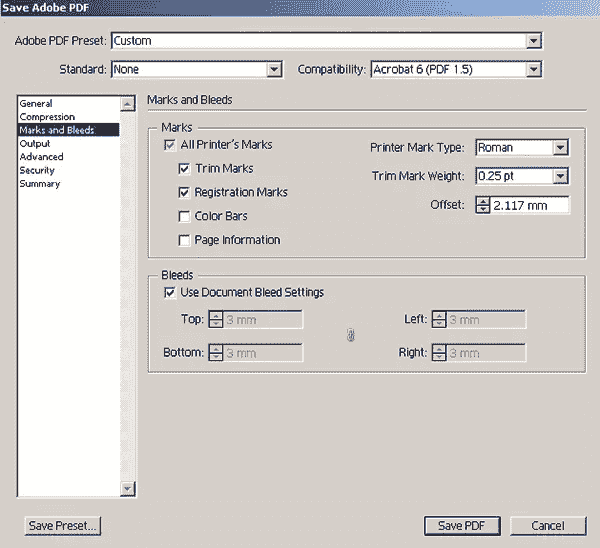 Save Adobe PDF
Adobe PDF Preset: Custom
Standard: None Compatibility: Acrobat 6 (PDF 1.5)
General
Compression
Marks and Bleeds
Output
Advanced
Security
Summary
Marks and Bleeds
Marks
All Printer's Marks Printer Mark Type: Roman
Trim Marks Trim Mark Weight: 0.25 pt
Registration Marks Offset: 2.117 mm
Color Bars
Page Information
Bleeds
Use Document Bleed Settings
Top: 3 mm Left: 3 mm
Bottom: 3 mm Right: 3 mm
Save Preset... Save PDF Cancel